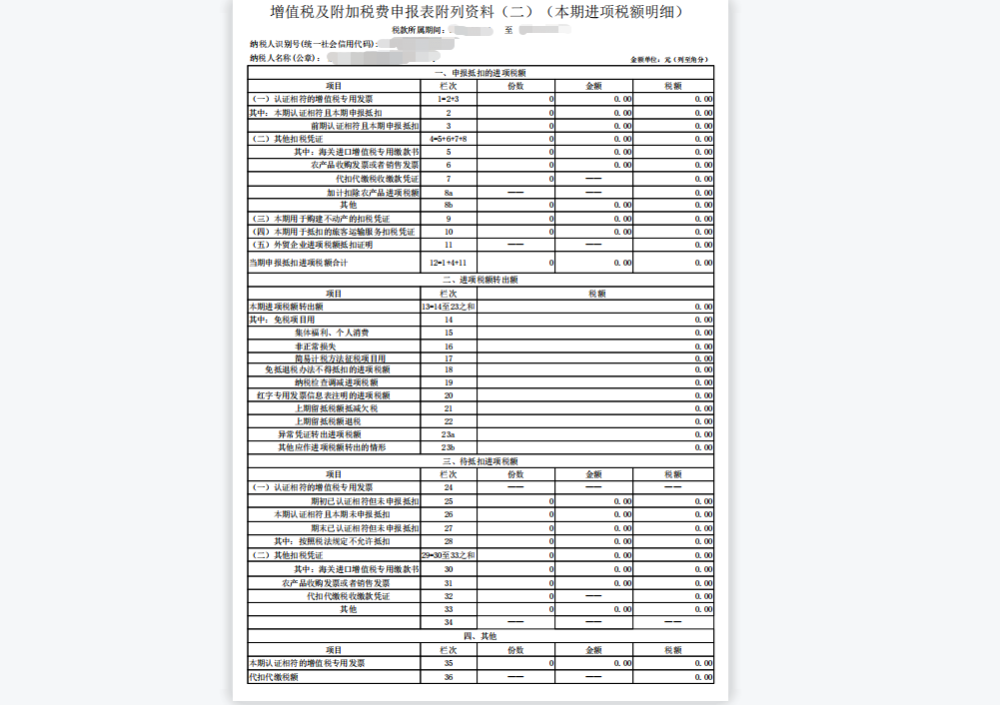 增值税及附加税费申报表附列资料（二）（本期进项税额明细）
税款所属期间： 至
纳税人识别号(统一社会信用代码)：
纳税人名称(公章)：
金额单位：元(列至角分)
一、申报抵扣的进项税额
项目 栏次 份数 金额 税额
（一）认证相符的增值税专用发票 1=2+3 0 0.00 0.00
其中：本期认证相符且本期申报抵扣 2 0 0.00 0.00
前期认证相符且本期申报抵扣 3 0 0.00 0.00
（二）其他扣税凭证 4=5+6+7+8 0 0.00 0.00
其中：海关进口增值税专用缴款书 5 0 0.00 0.00
农产品收购发票或者销售发票 6 0 0.00 0.00
代扣代缴税收缴款凭证 7 0 —— 0.00
加计扣除农产品进项税额 8a —— —— 0.00
其他 8b 0 0.00 0.00
（三）本期用于购建不动产的扣税凭证 9 0 0.00 0.00
（四）本期用于抵扣的旅客运输服务扣税凭证 10 0 0.00 0.00
（五）外贸企业进项税额抵扣证明 11 —— —— 0.00
当期申报抵扣进项税额合计 12=1+4+11 0 0.00 0.00
二、进项税额转出额
项目 栏次 税额
本期进项税额转出额 13=14至23之和 0.00
其中：免税项目用 14 0.00
集体福利、个人消费 15 0.00
非正常损失 16 0.00
简易计税方法征税项目用 17 0.00
免抵退税办法不得抵扣的进项税额 18 0.00
纳税检查调减进项税额 19 0.00
红字专用发票信息表注明的进项税额 20 0.00
上期留抵税额抵减欠税 21 0.00
上期留抵税额退税 22 0.00
异常凭证转出进项税额 23a 0.00
其他应作进项税额转出的情形 23b 0.00
三、待抵扣进项税额
项目 栏次 份数 金额 税额
（一）认证相符的增值税专用发票 24 —— —— ——
期初已认证相符但未申报抵扣 25 0 0.00 0.00
本期认证相符且本期未申报抵扣 26 0 0.00 0.00
期末已认证相符但未申报抵扣 27 0 0.00 0.00
其中：按照税法规定不允许抵扣 28 0 0.00 0.00
（二）其他扣税凭证 29=30至33之和 0 0.00 0.00
其中：海关进口增值税专用缴款书 30 0 0.00 0.00
农产品收购发票或者销售发票 31 0 0.00 0.00
代扣代缴税收缴款凭证 32 0 —— 0.00
其他 33 0 0.00 0.00
34 —— —— ——
四、其他
项目 栏次 份数 金额 税额
本期认证相符的增值税专用发票 35 0 0.00 0.00
代扣代缴税额 36 —— —— 0.00